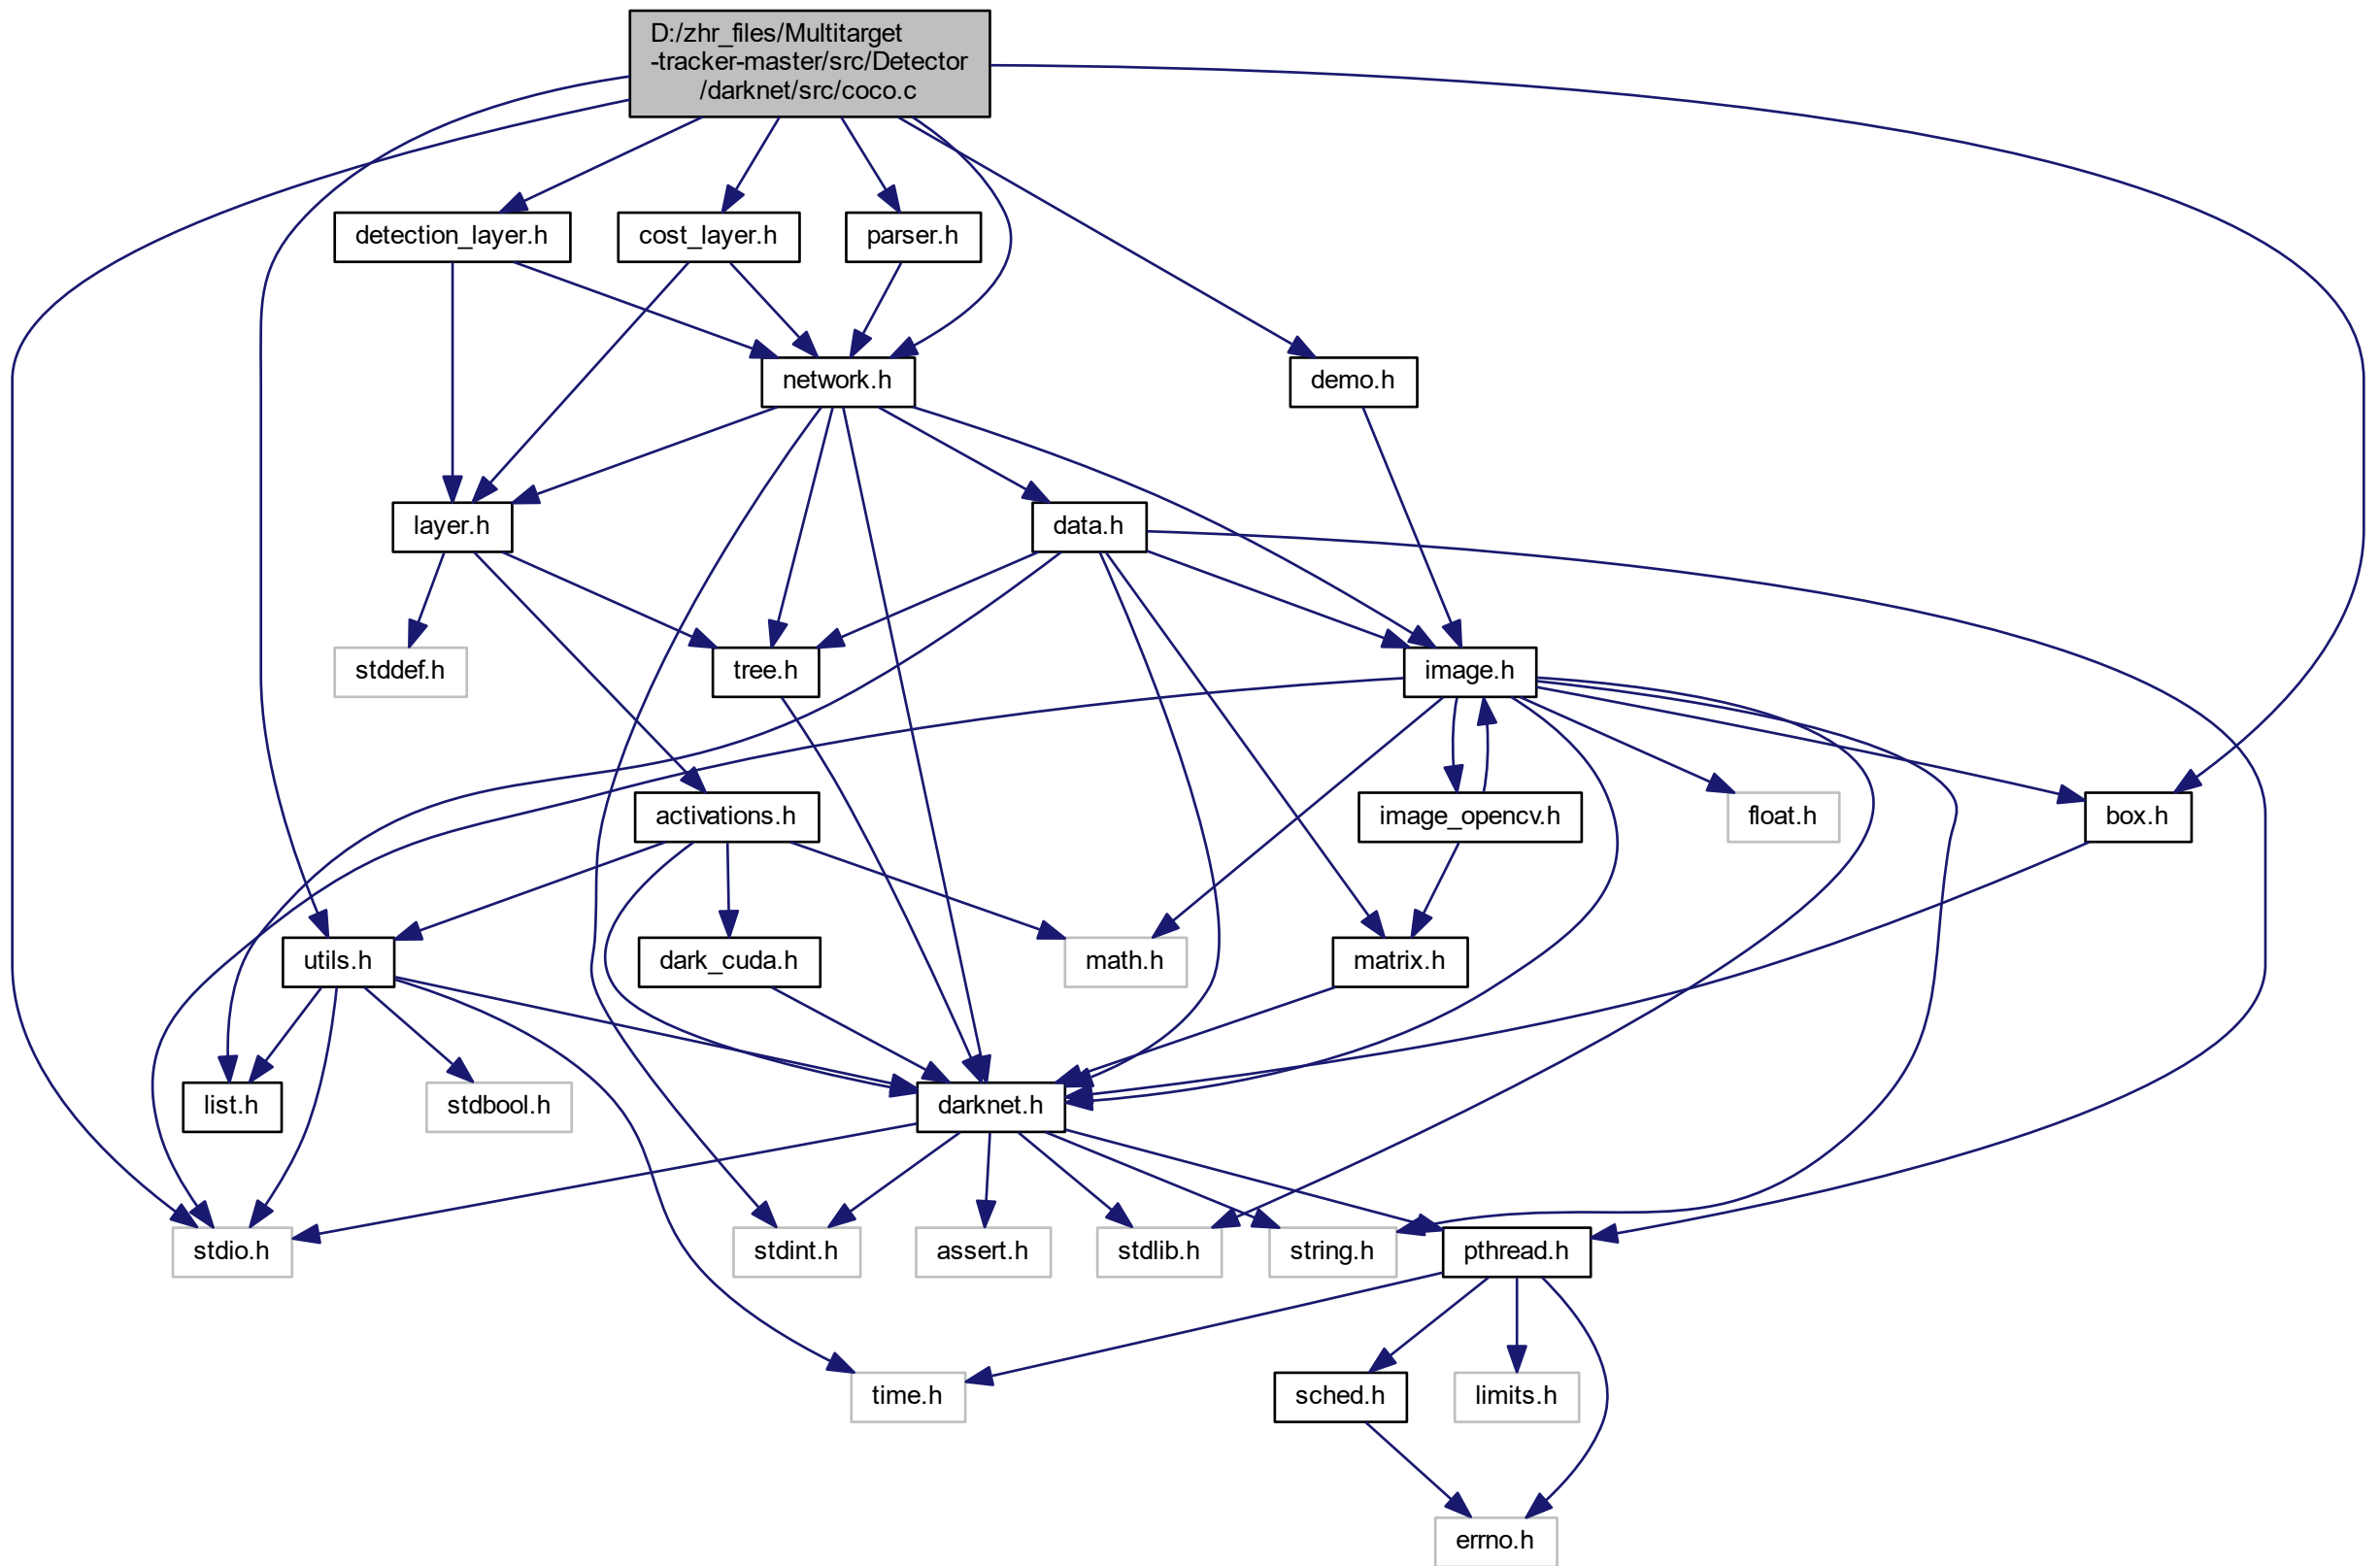 D:/zhr_files/Multitarget
-tracker-master/src/Detector
/darknet/src/coco.c
detection_layer.h
cost_layer.h
parser.h
network.h
demo.h
layer.h
data.h
stddef.h
tree.h
image.h
activations.h
image_opencv.h
float.h
box.h
utils.h
dark_cuda.h
math.h
matrix.h
list.h
stdbool.h
darknet.h
stdio.h
stdint.h
assert.h
stdlib.h
string.h
pthread.h
time.h
sched.h
limits.h
errno.h